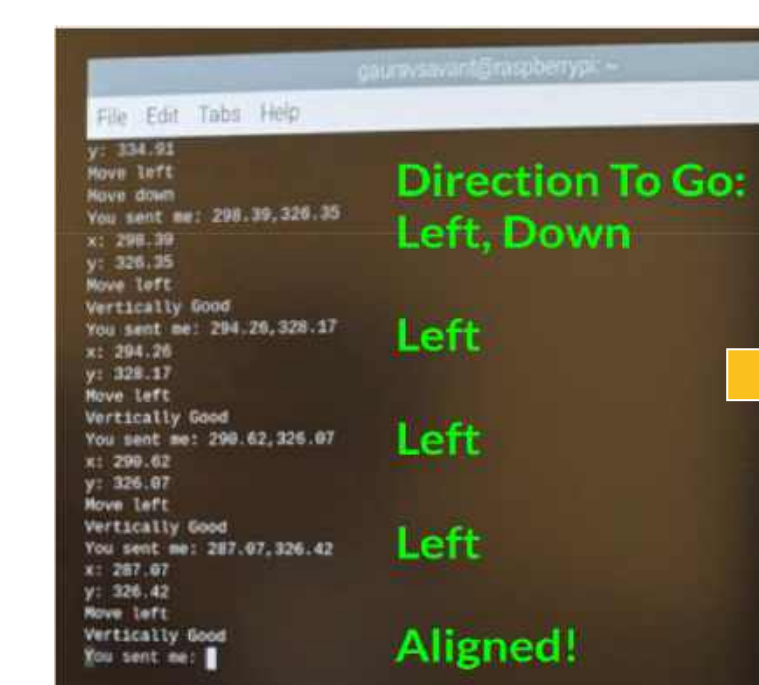 gauravsavant@raspberrypi: ~
File Edit Tabs Help
y: 334.91
Move left
Move down
You sent me: 298.39,326.35
x: 298.39
y: 326.35
Move left
Vertically Good
You sent me: 294.26,328.17
x: 294.26
y: 328.17
Move left
Vertically Good
You sent me: 290.62,326.07
x: 290.62
y: 326.07
Move left
Vertically Good
You sent me: 287.07,326.42
x: 287.07
y: 326.42
Move left
Vertically Good
You sent me:
Direction To Go:
Left, Down
Left
Left
Left
Aligned!